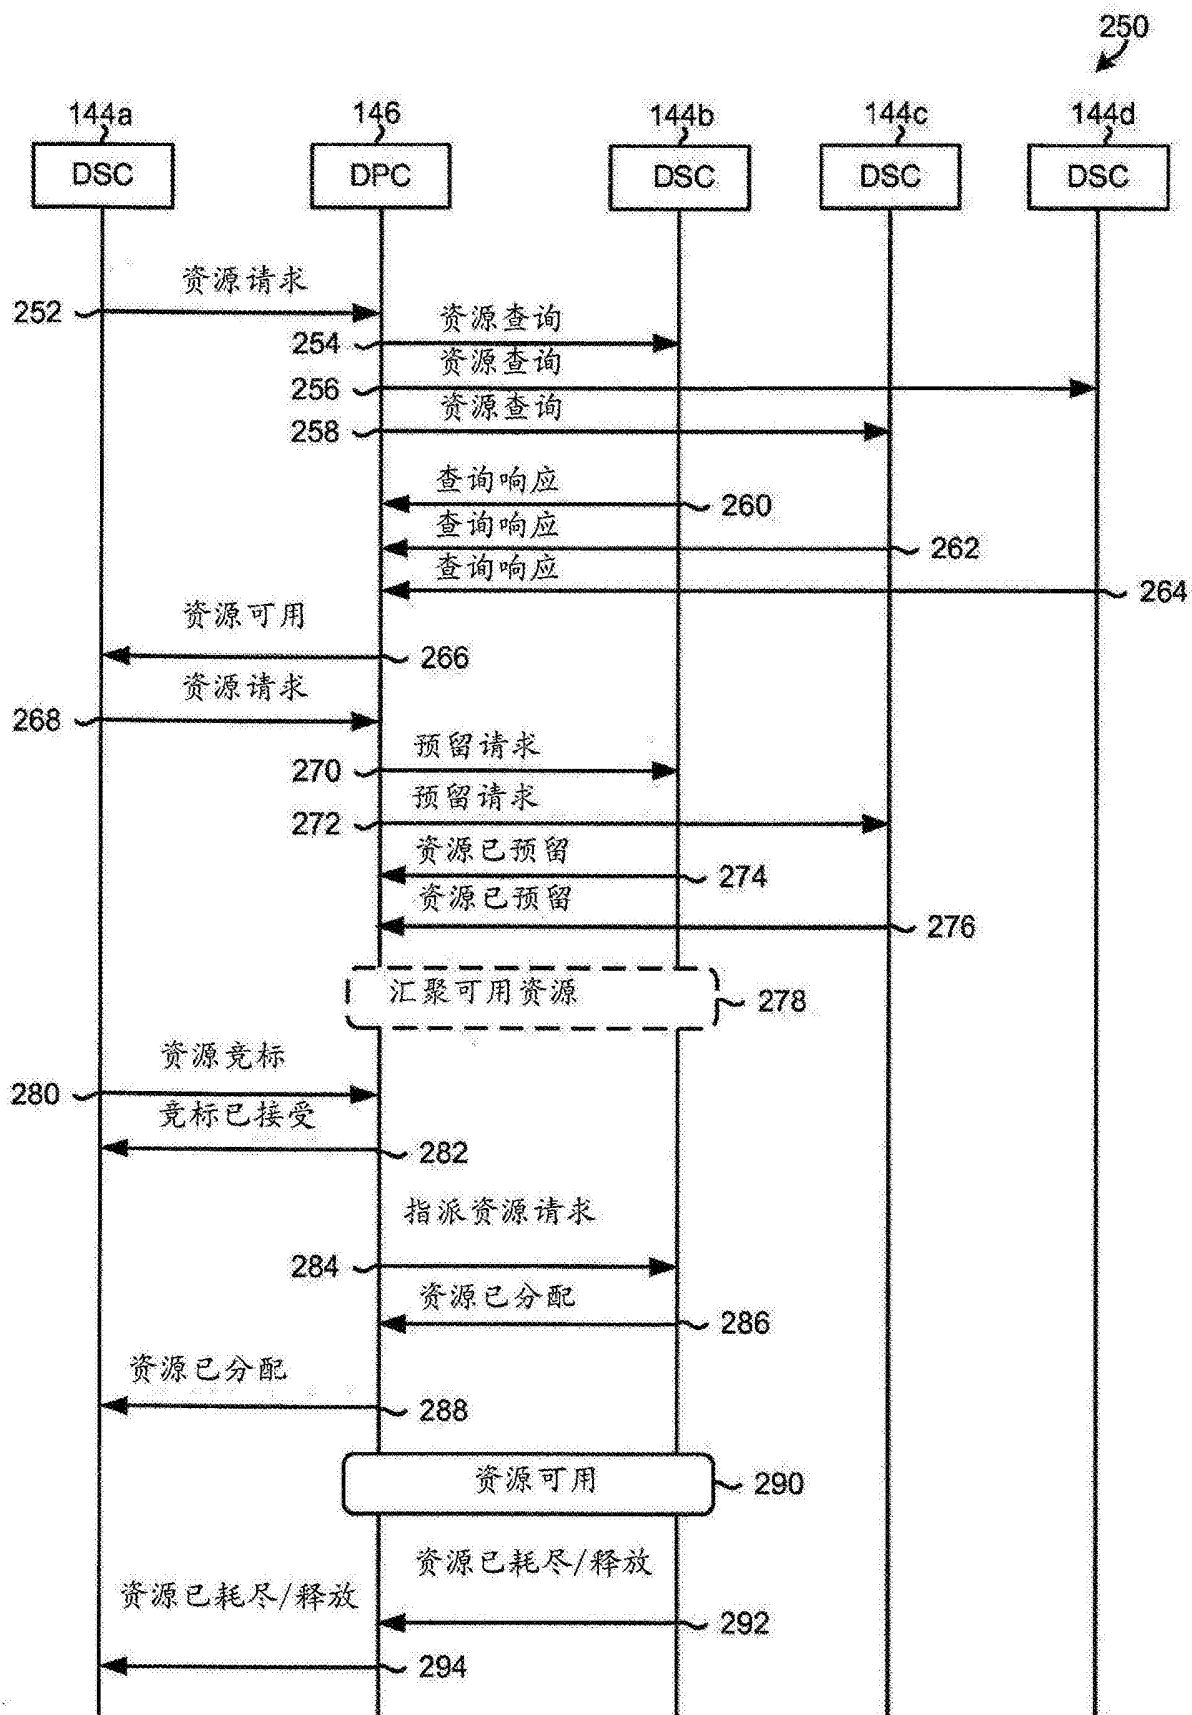 250
144a 146 144b 144c 144d
DSC DPC DSC DSC DSC
资源请求
252
资源查询
254
资源查询
256
资源查询
258
查询响应
260
查询响应
262
查询响应
264
资源可用
266
资源请求
268
预留请求
270
预留请求
272
资源已预留
274
资源已预留
276
汇聚可用资源
278
资源竞标
280
竞标已接受
282
指派资源请求
284
资源已分配
286
资源已分配
288
资源可用
290
资源已耗尽/释放
资源已耗尽/释放
292
294